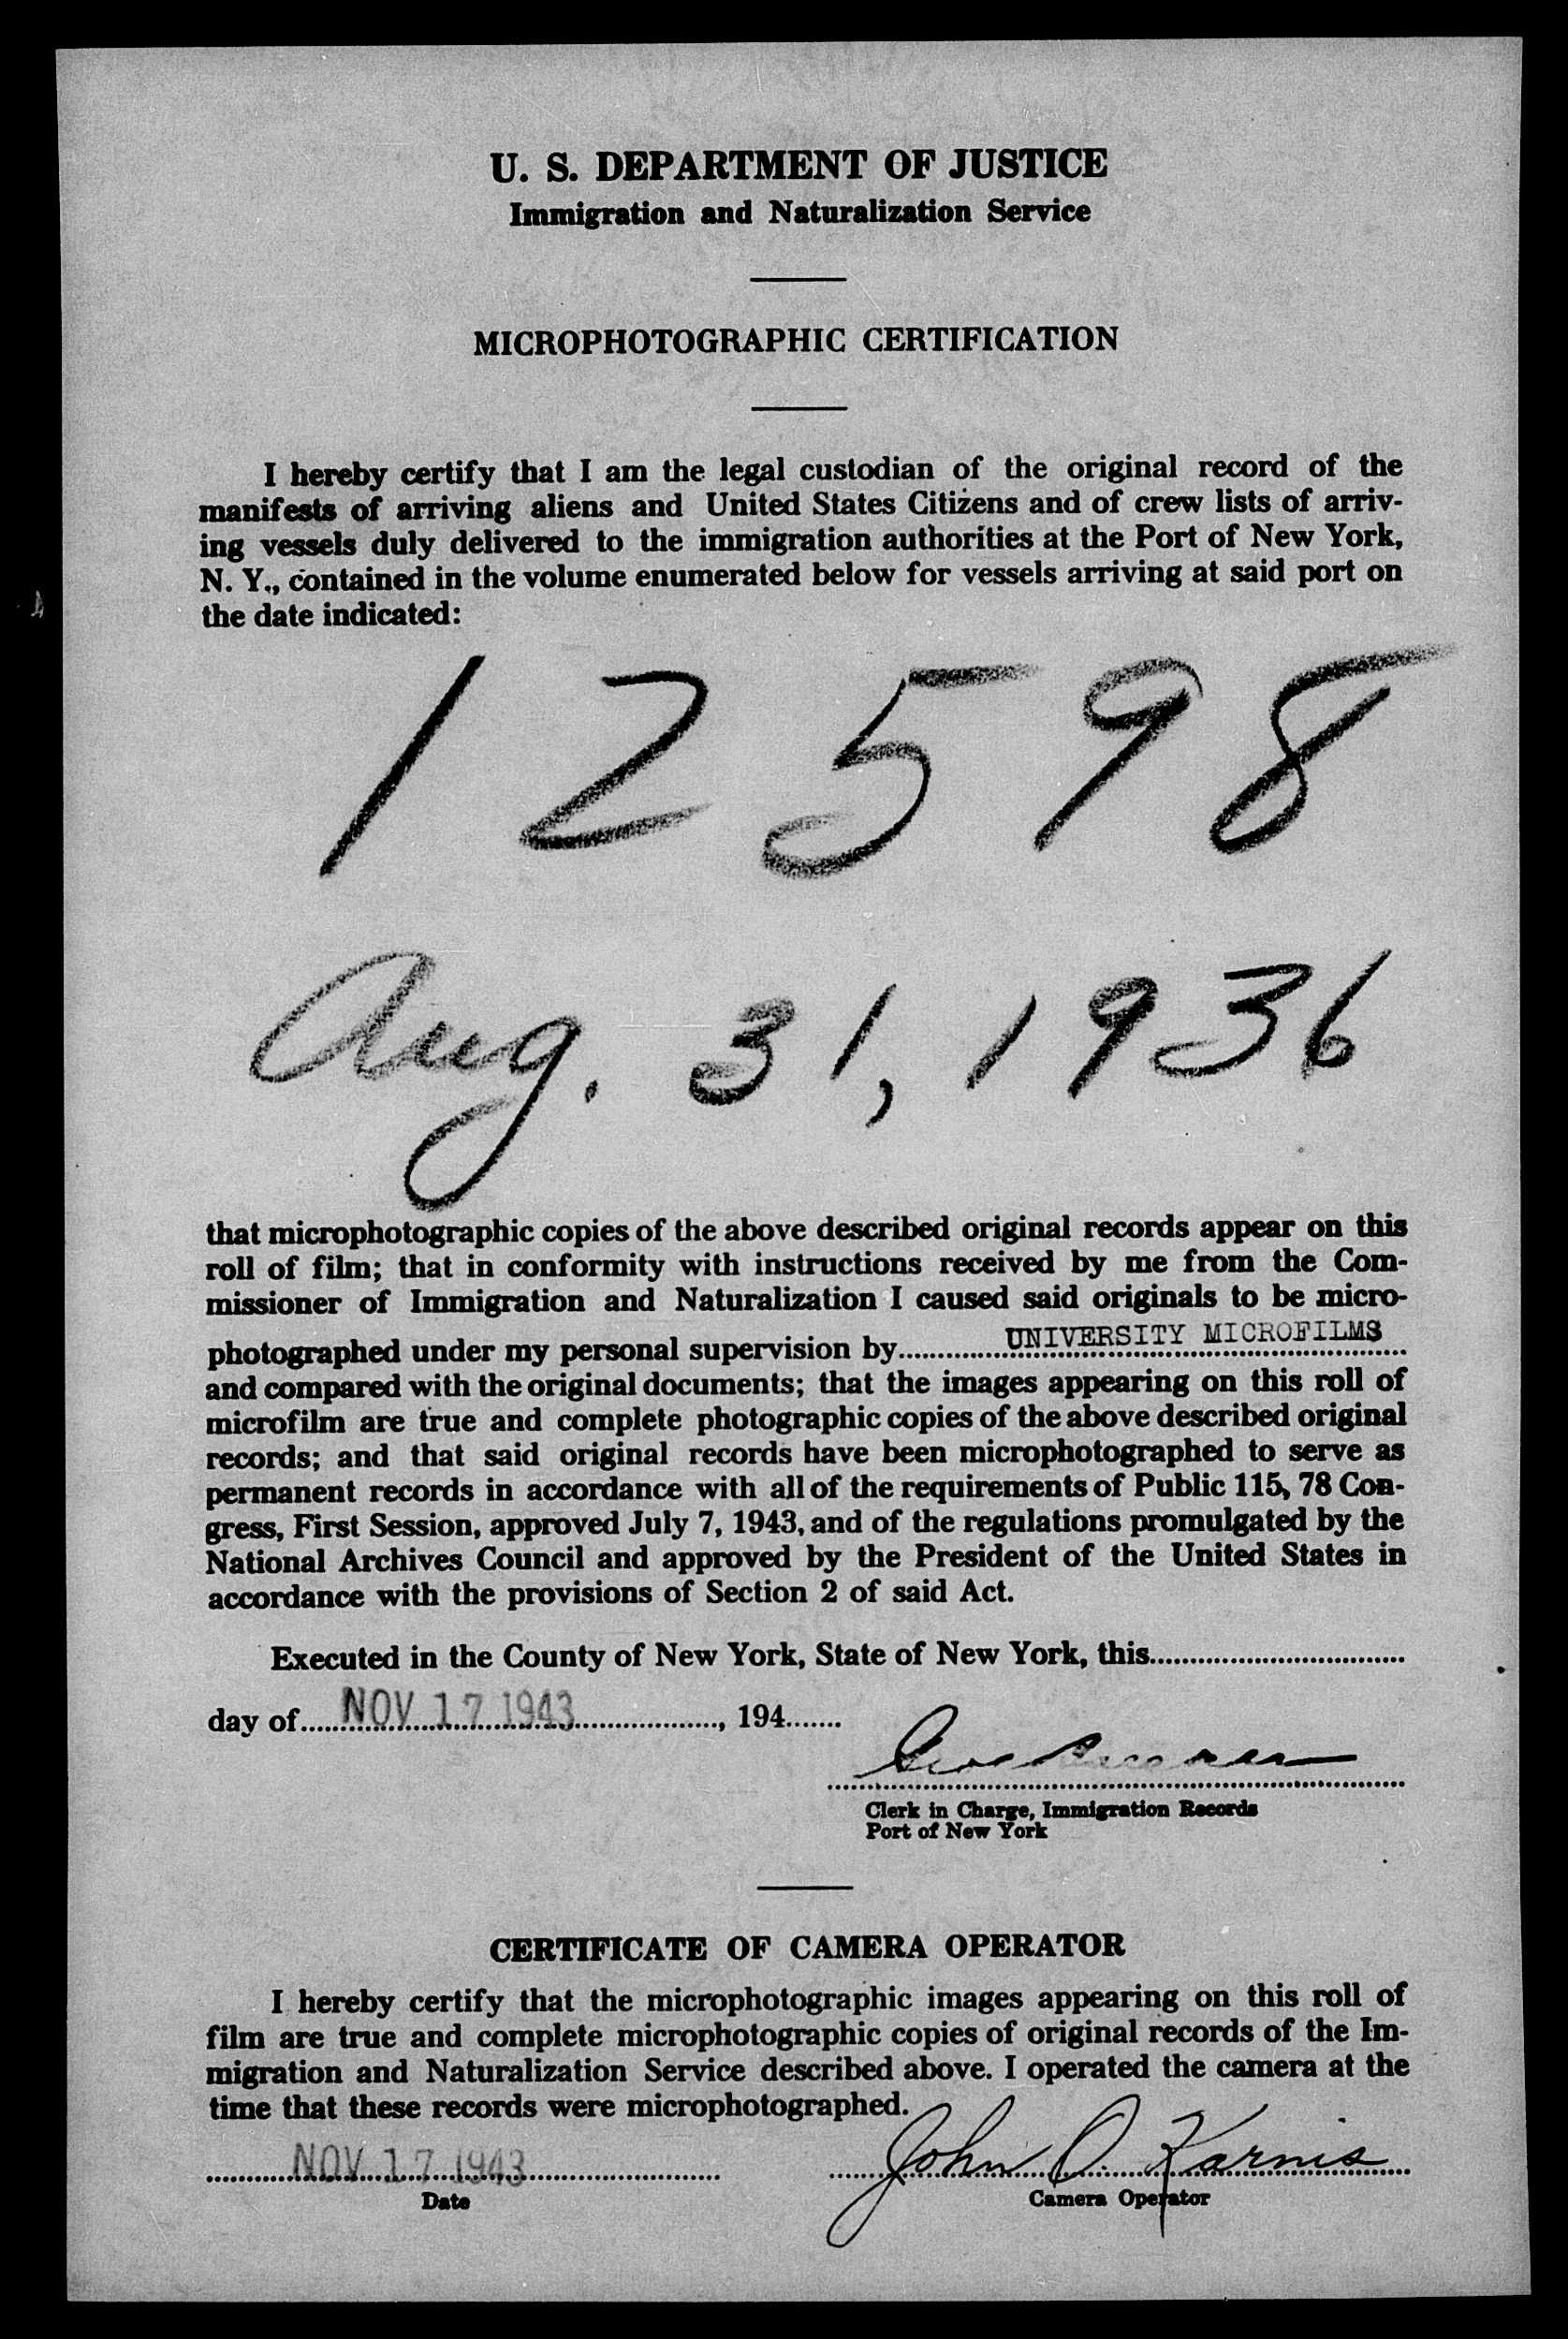 U. S. DEPARTMENT OF JUSTICE
Immigration and Naturalization Service
MICROPHOTOGRAPHIC CERTIFICATION
I hereby certify that I am the legal custodian of the original record of the
manifests of arriving aliens and United States Citizens and of crew lists of arriv-
ing vessels duly delivered to the immigration authorities at the Port of New York,
N. Y., contained in the volume enumerated below for vessels arriving at said port on
the date indicated:
12598
Aug. 31, 1936
that microphotographic copies of the above described original records appear on this
roll of film; that in conformity with instructions received by me from the Com-
missioner of Immigration and Naturalization I caused said originals to be micro-
photographed under my personal supervision by UNIVERSITY MICROFILMS
and compared with the original documents; that the images appearing on this roll of
microfilm are true and complete photographic copies of the above described original
records; and that said original records have been microphotographed to serve as
permanent records in accordance with all of the requirements of Public 115, 78 Con-
gress, First Session, approved July 7, 1943, and of the regulations promulgated by the
National Archives Council and approved by the President of the United States in
accordance with the provisions of Section 2 of said Act.
Executed in the County of New York, State of New York, this
day of NOV 17 1943, 194
Clerk in Charge, Immigration Records
Port of New York
CERTIFICATE OF CAMERA OPERATOR
I hereby certify that the microphotographic images appearing on this roll of
film are true and complete microphotographic copies of original records of the Im-
migration and Naturalization Service described above. I operated the camera at the
time that these records were microphotographed.
NOV 17 1943 John O. Karnis
Date Camera Operator